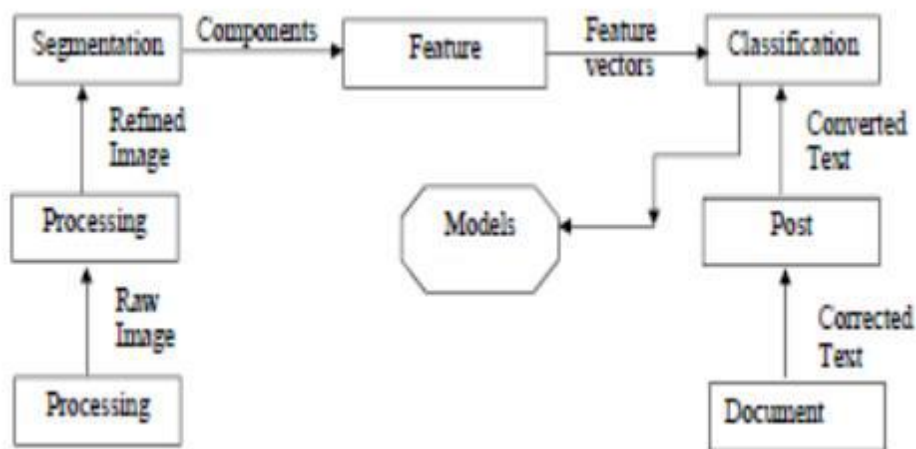 Segmentation
Components
Feature
Feature
vectors
Classification
Refined
Image
Converted
Text
Processing
Models
Post
Raw
Image
Corrected
Text
Processing
Document